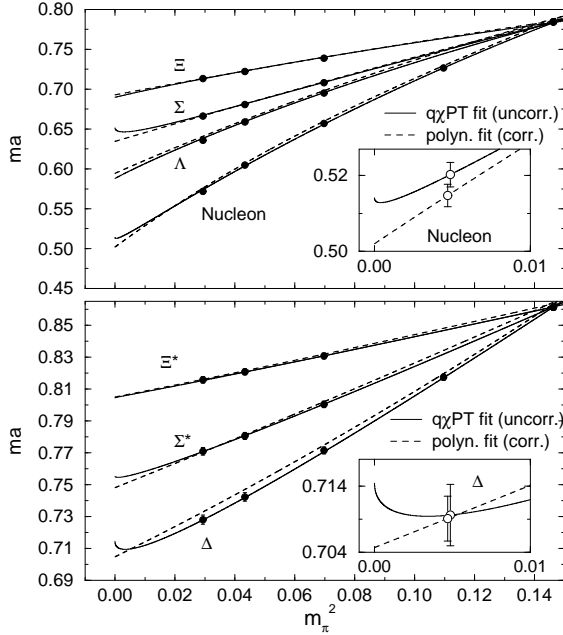 0.80
0.75
0.70
0.65
0.60
0.55
0.50
0.45
ma
Ξ
Σ
Λ
Nucleon
qχPT fit (uncorr.)
polyn. fit (corr.)
0.52
0.50
0.00
0.01
Nucleon
0.85
0.83
0.81
0.79
0.77
0.75
0.73
0.71
0.69
ma
Ξ*
Σ*
Δ
qχPT fit (uncorr.)
polyn. fit (corr.)
0.714
0.704
Δ
0.00
0.01
0.00 0.02 0.04 0.06 0.08 0.10 0.12 0.14
mπ²